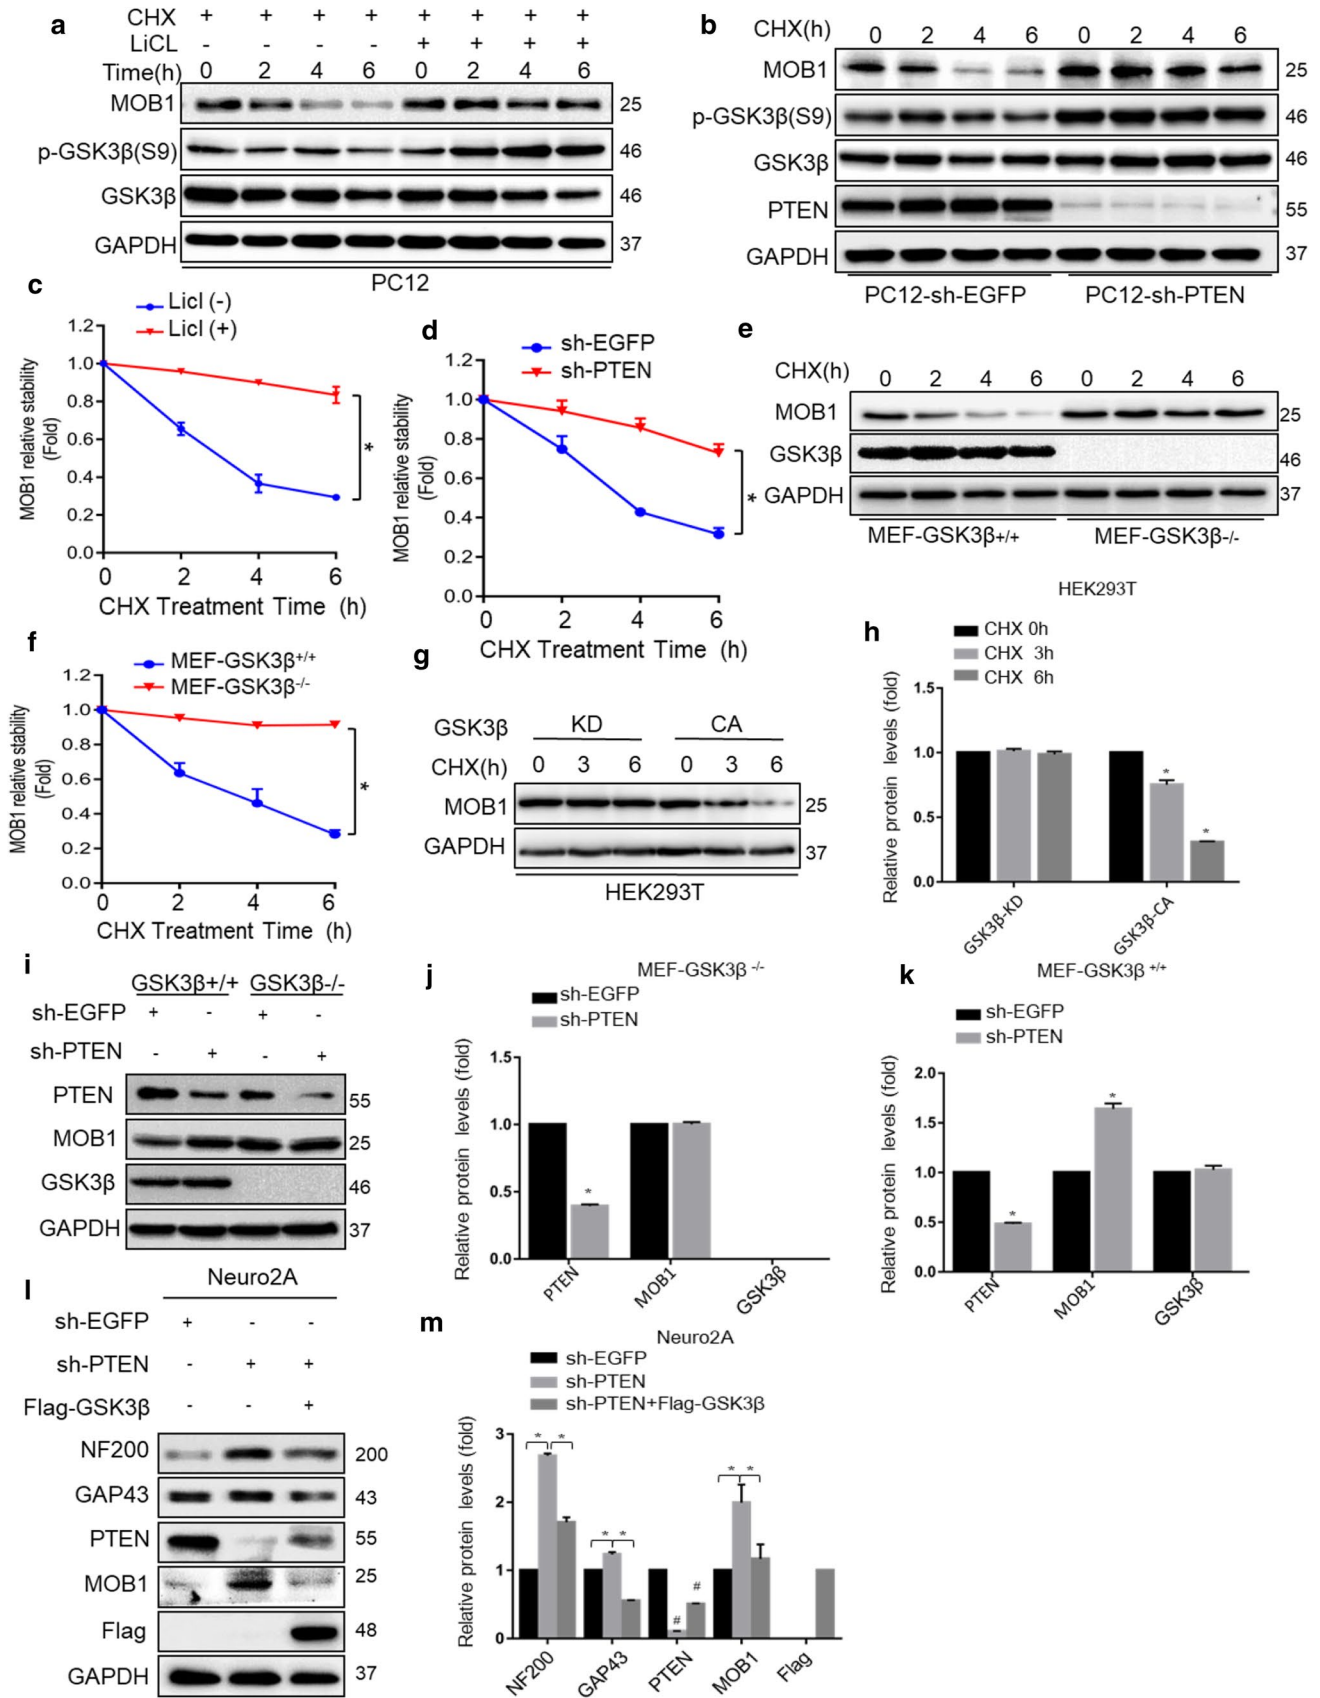 a
CHX + + + + + + + +
LiCL - - - - + + + +
Time(h) 0 2 4 6 0 2 4 6
MOB1 25
p-GSK3β(S9) 46
GSK3β 46
GAPDH 37
PC12
b
CHX(h) 0 2 4 6 0 2 4 6
MOB1 25
p-GSK3β(S9) 46
GSK3β 46
PTEN 55
GAPDH 37
PC12-sh-EGFP PC12-sh-PTEN
c
Licl (-)
Licl (+)
MOB1 relative stability
(Fold)
1.2
1.0
0.8
0.6
0.4
0.2
0.0
*
0 2 4 6
CHX Treatment Time (h)
d
sh-EGFP
sh-PTEN
MOB1 relative stability
(Fold)
1.2
1.0
0.8
0.6
0.4
0.2
0.0
*
0 2 4 6
CHX Treatment Time (h)
e
CHX(h) 0 2 4 6 0 2 4 6
MOB1 25
GSK3β 46
GAPDH 37
MEF-GSK3β+/+ MEF-GSK3β-/-
f
MEF-GSK3β+/+
MEF-GSK3β-/-
MOB1 relative stability
(Fold)
1.2
1.0
0.8
0.6
0.4
0.2
0.0
*
0 2 4 6
CHX Treatment Time (h)
g
GSK3β KD CA
CHX(h) 0 3 6 0 3 6
MOB1 25
GAPDH 37
HEK293T
HEK293T
h
CHX 0h
CHX 3h
CHX 6h
Relative protein levels (fold)
1.5
1.0
0.5
0.0
* *
GSK3β-KD GSK3β-CA
i
GSK3β+/+ GSK3β-/-
sh-EGFP + - + -
sh-PTEN - + - +
PTEN 55
MOB1 25
GSK3β 46
GAPDH 37
j
MEF-GSK3β -/-
sh-EGFP
sh-PTEN
Relative protein levels (fold)
1.5
1.0
0.5
0.0
*
PTEN MOB1 GSK3β
k
MEF-GSK3β +/+
sh-EGFP
sh-PTEN
Relative protein levels (fold)
2.0
1.5
1.0
0.5
0.0
* *
PTEN MOB1 GSK3β
l
Neuro2A
sh-EGFP + - -
sh-PTEN - + +
Flag-GSK3β - - +
NF200 200
GAP43 43
PTEN 55
MOB1 25
Flag 48
GAPDH 37
m
Neuro2A
sh-EGFP
sh-PTEN
sh-PTEN+Flag-GSK3β
Relative protein levels (fold)
3
2
1
0
* * * * # # * *
NF200 GAP43 PTEN MOB1 Flag